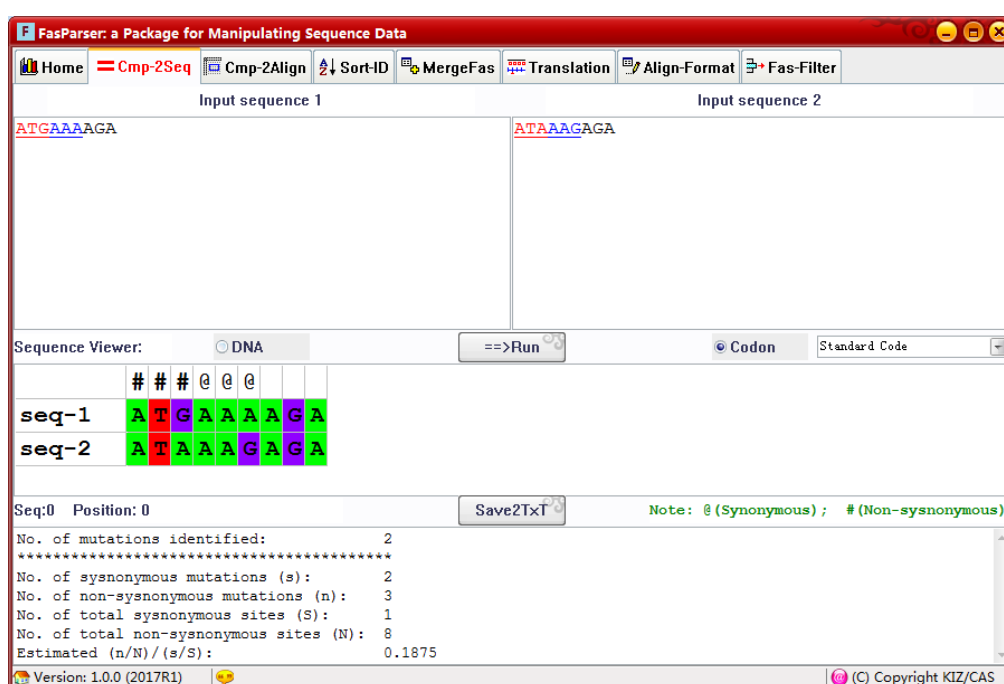 F FasParser: a Package for Manipulating Sequence Data
Home Cmp-2Seq Cmp-2Align Sort-ID MergeFas Translation Align-Format Fas-Filter
Input sequence 1 Input sequence 2
ATGAAAAGA ATAAAGAGA
Sequence Viewer: DNA ==>Run Codon Standard Code
# # # @ @ @
seq-1 A T G A A A A G A
seq-2 A T A A A G A G A
Seq:0 Position: 0 Save2TxT Note: @(Synonymous); #(Non-sysnonymous)
No. of mutations identified: 2
******************************************
No. of sysnonymous mutations (s): 2
No. of non-sysnonymous mutations (n): 3
No. of total sysnonymous sites (S): 1
No. of total non-sysnonymous sites (N): 8
Estimated (n/N)/(s/S): 0.1875
Version: 1.0.0 (2017R1) (C) Copyright KIZ/CAS